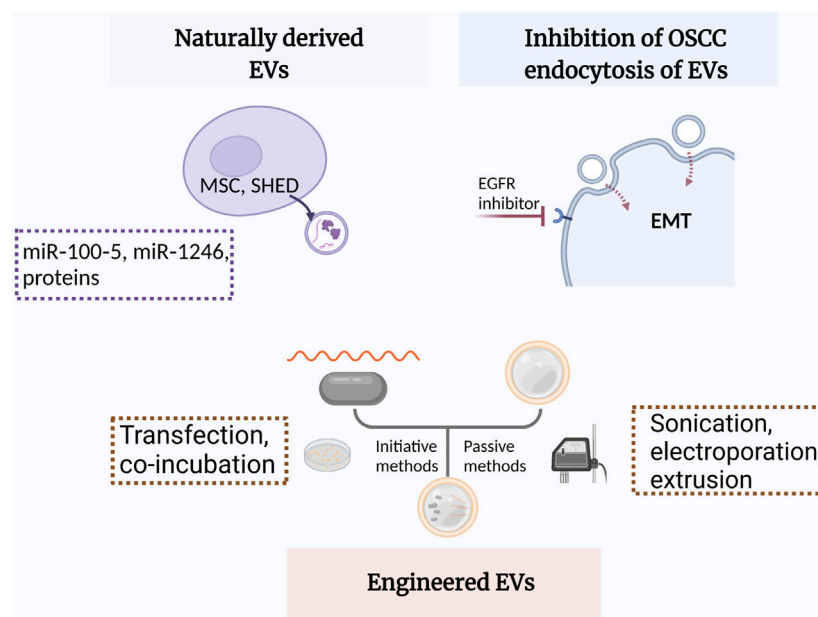 Naturally derived
EVs
Inhibition of OSCC
endocytosis of EVs
MSC, SHED
miR-100-5, miR-1246,
proteins
EGFR
inhibitor
EMT
Transfection,
co-incubation
Initiative
methods
Passive
methods
Sonication,
electroporation
extrusion
Engineered EVs